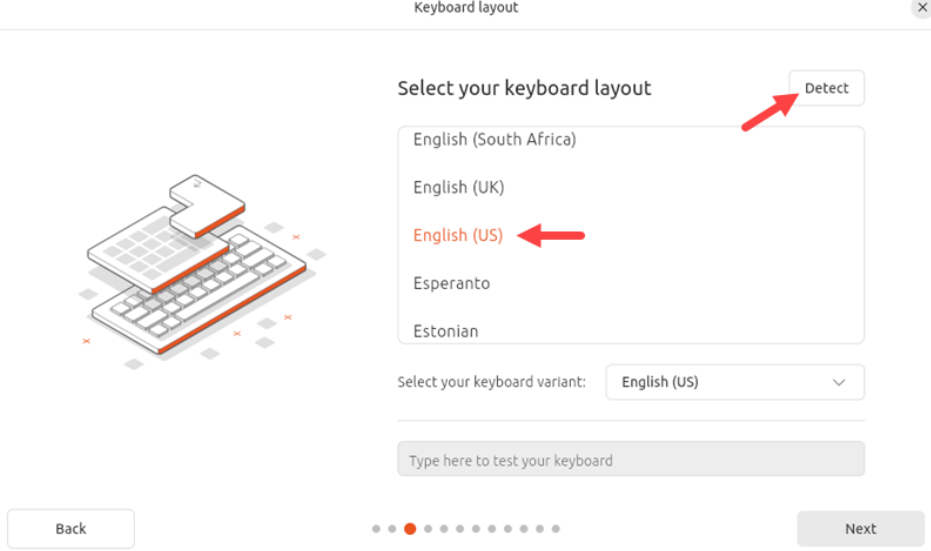 Keyboard layout
Select your keyboard layout
Detect
English (South Africa)
English (UK)
English (US)
Esperanto
Estonian
Select your keyboard variant: English (US)
Type here to test your keyboard
Back
Next